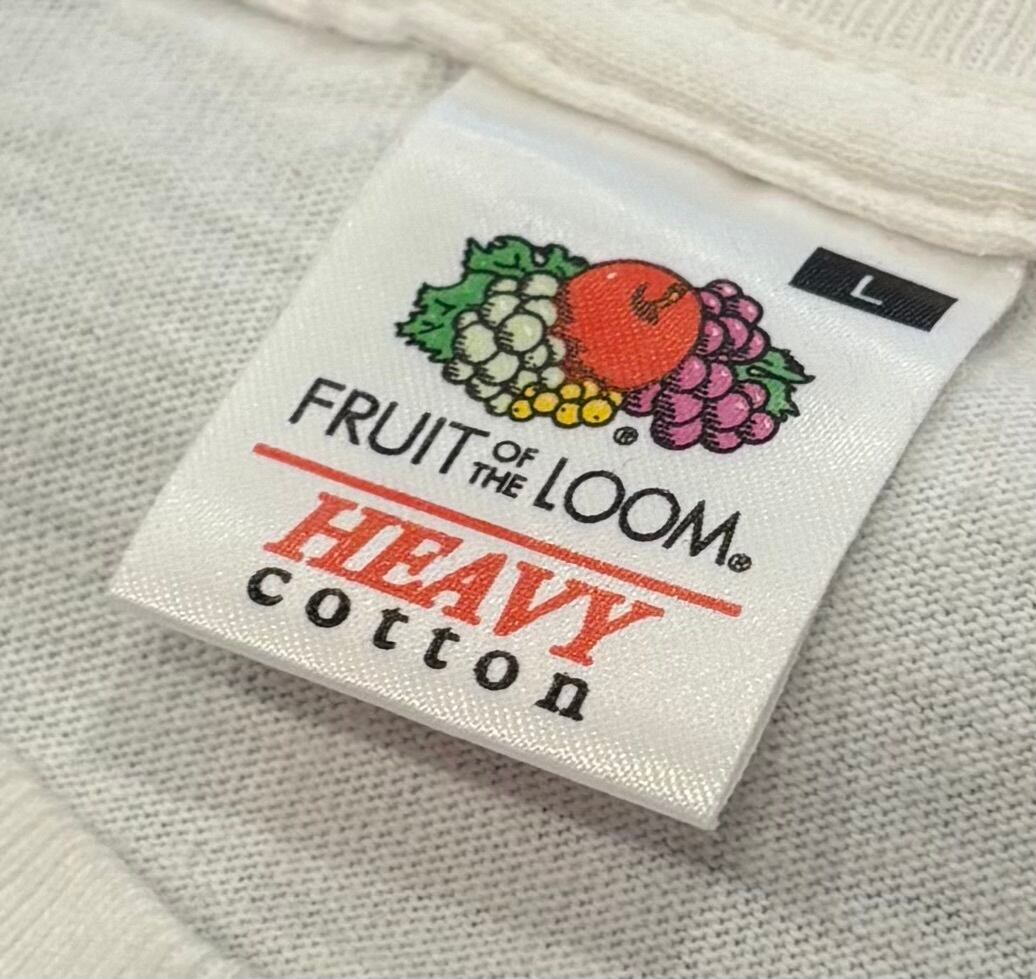 L
®
FRUIT OF THE LOOM®
HEAVY
cotton